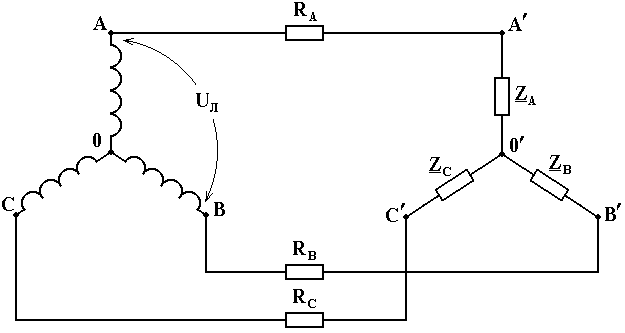 A R_A A′
U_Л Z_A
0 0′
Z_C Z_B
C B C′ B′
R_B
R_C